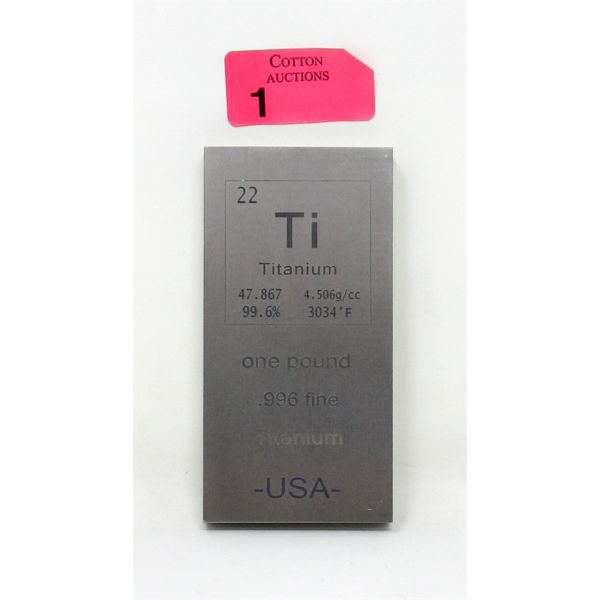 COTTON
AUCTIONS
1
22
Ti
Titanium
47.867 4.506g/cc
99.6% 3034°F
one pound
.996 fine
Titanium
-USA-